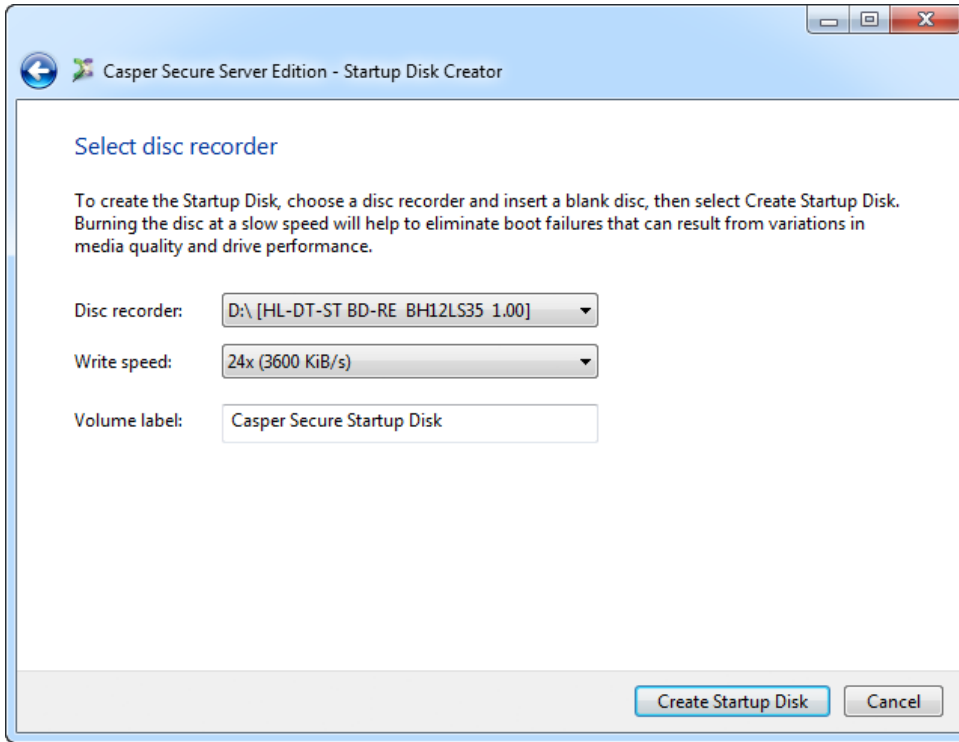 Casper Secure Server Edition - Startup Disk Creator
Select disc recorder
To create the Startup Disk, choose a disc recorder and insert a blank disc, then select Create Startup Disk.
Burning the disc at a slow speed will help to eliminate boot failures that can result from variations in
media quality and drive performance.
Disc recorder: D:\ [HL-DT-ST BD-RE  BH12LS35  1.00]
Write speed: 24x (3600 KiB/s)
Volume label: Casper Secure Startup Disk
Create Startup Disk Cancel